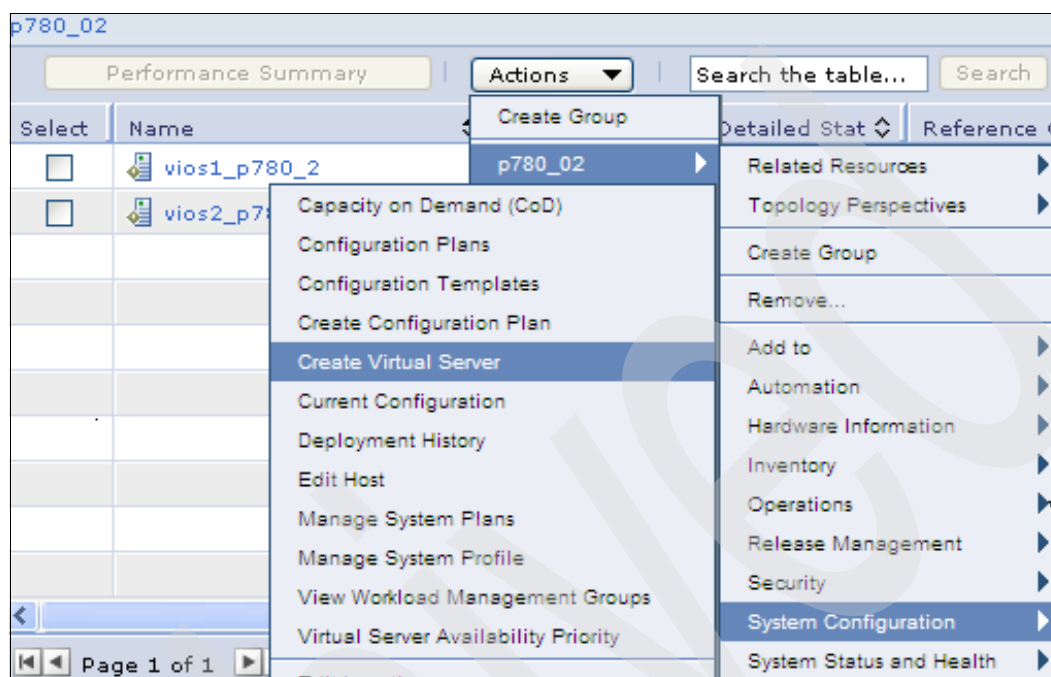 p780_02
Performance Summary
Actions
Search the table...
Search
Select
Name
Detailed Stat
Reference
vios1_p780_2
vios2_p7
Create Group
p780_02
Capacity on Demand (CoD)
Configuration Plans
Configuration Templates
Create Configuration Plan
Create Virtual Server
Current Configuration
Deployment History
Edit Host
Manage System Plans
Manage System Profile
View Workload Management Groups
Virtual Server Availability Priority
Related Resources
Topology Perspectives
Create Group
Remove...
Add to
Automation
Hardware Information
Inventory
Operations
Release Management
Security
System Configuration
System Status and Health
Page 1 of 1